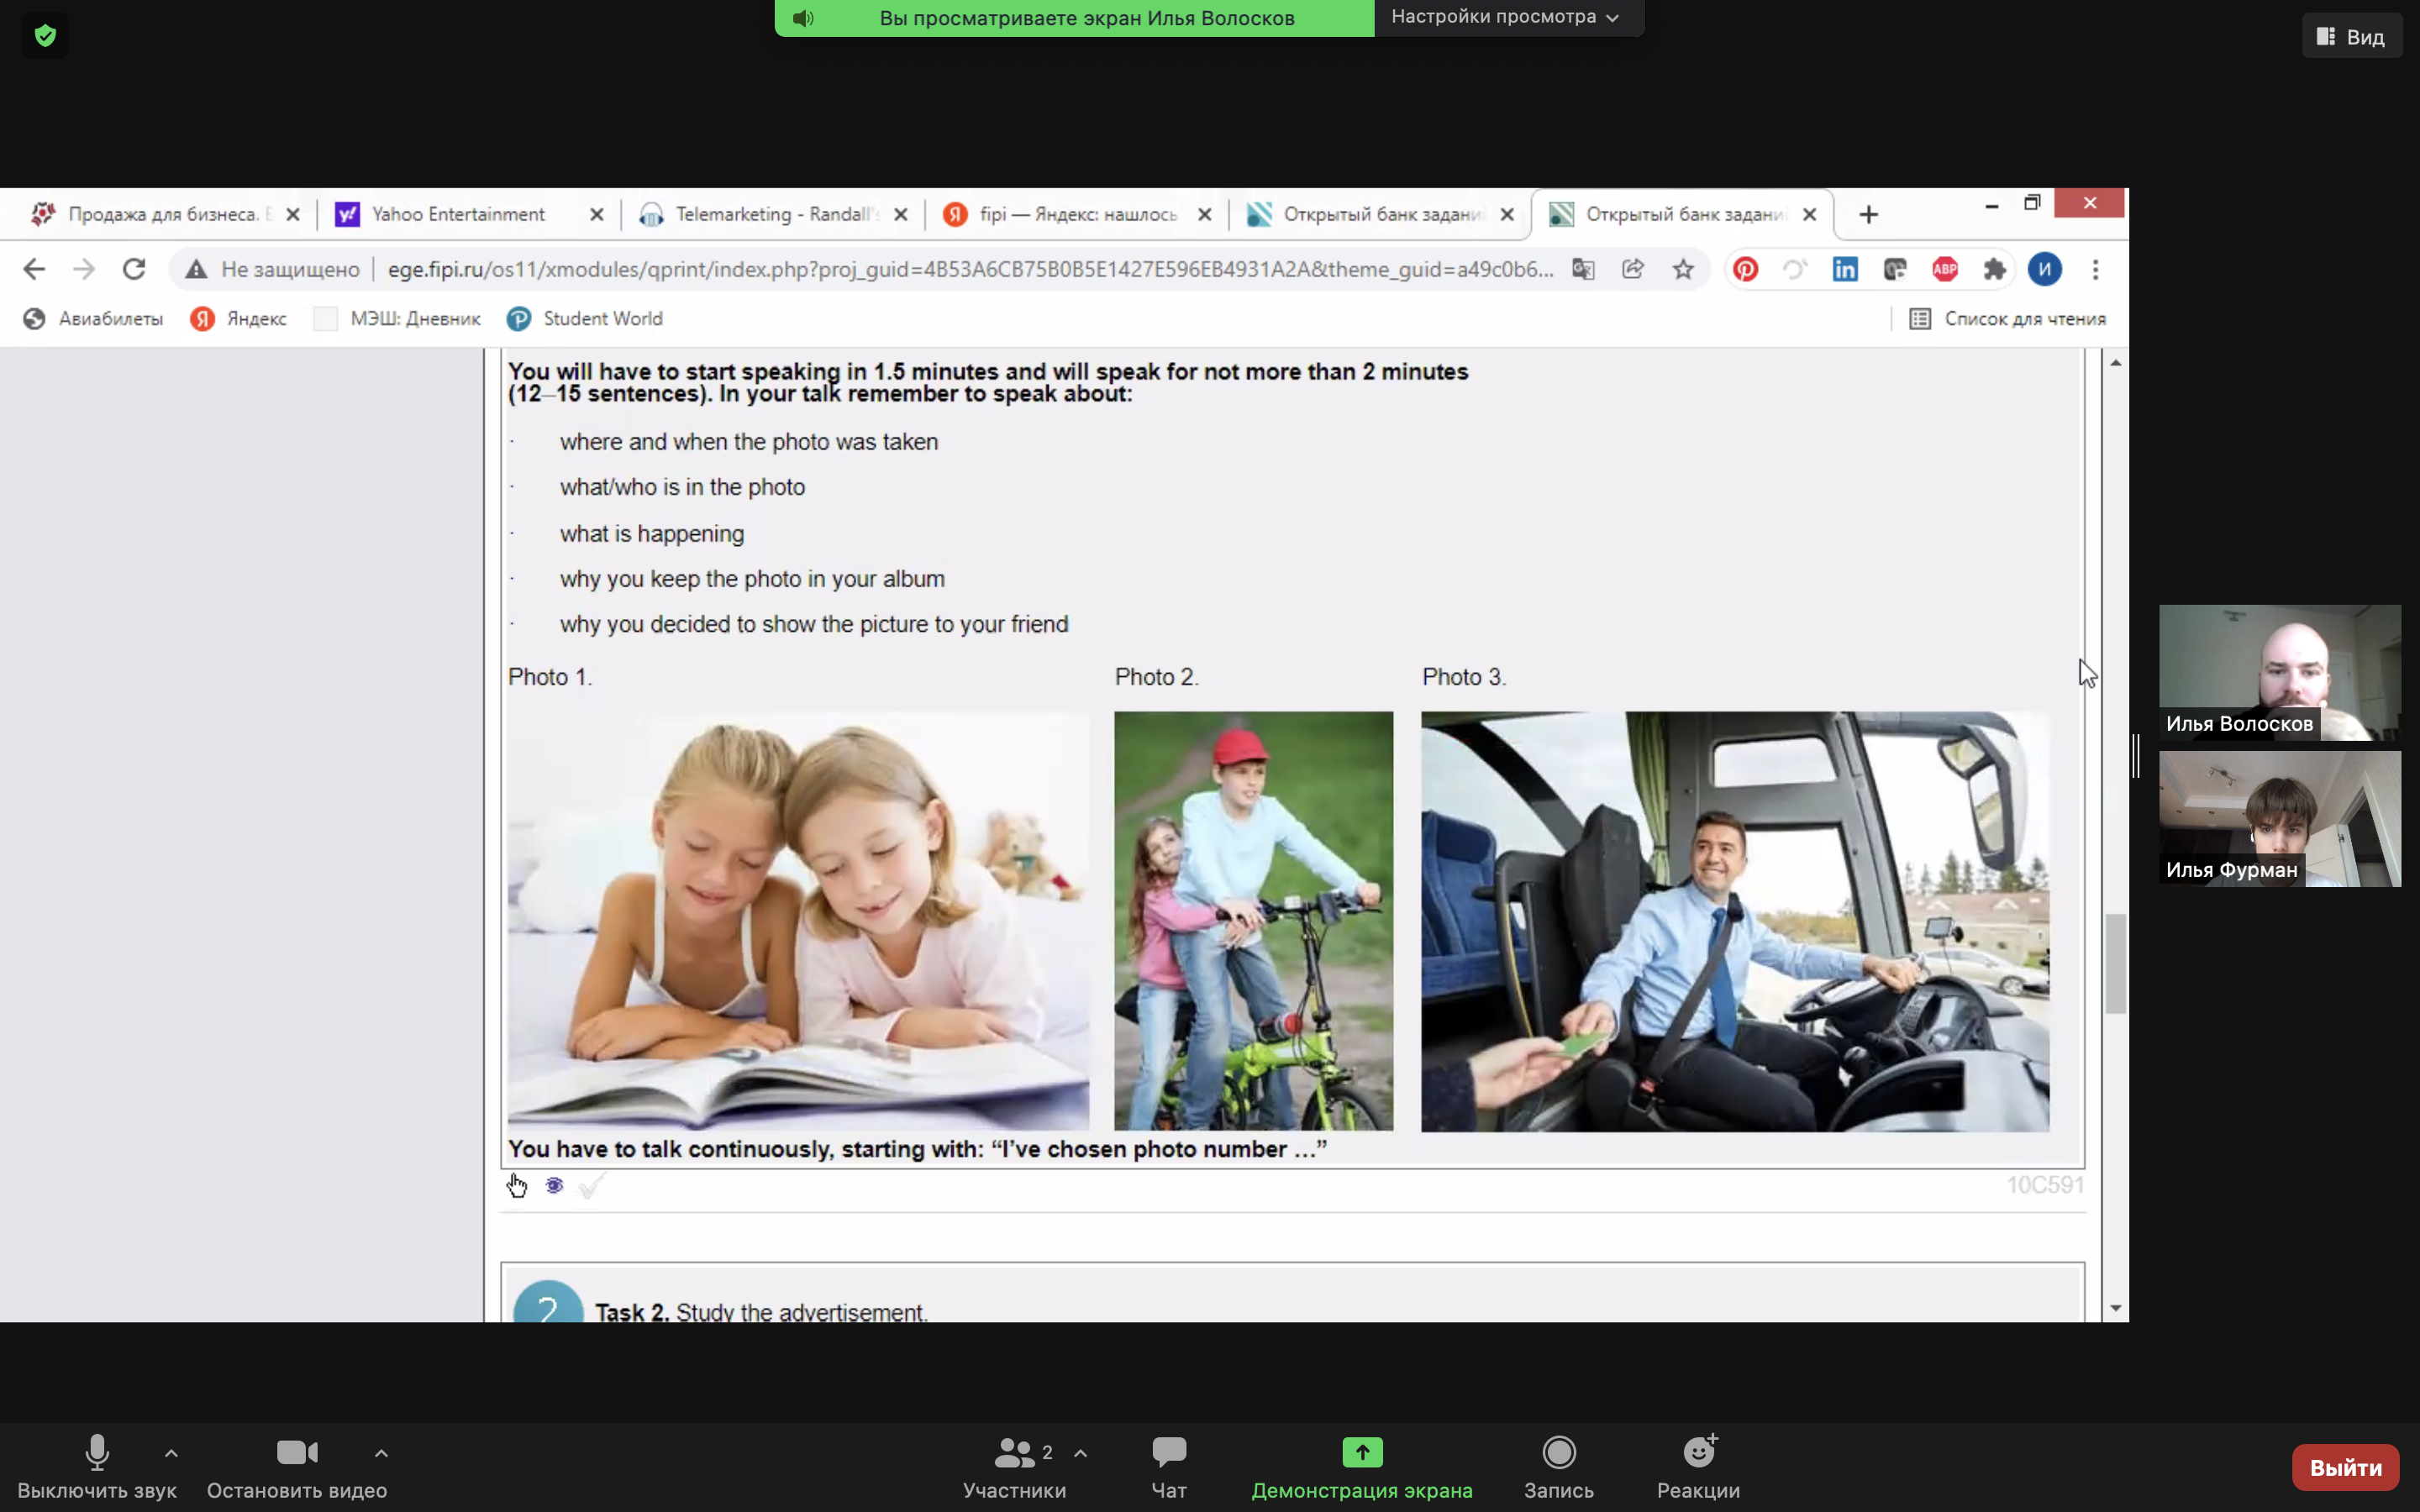 Вы просматриваете экран Илья Волосков
Настройки просмотра
Вид
Продажа для бизнеса.
Yahoo Entertainment
Telemarketing - Randall's
fipi — Яндекс: нашлось
Открытый банк задани
Открытый банк задани
Не защищено
ege.fipi.ru/os11/xmodules/qprint/index.php?proj_guid=4B53A6CB75B0B5E1427E596EB4931A2A&theme_guid=a49c0b6...
ABP
И
Авиабилеты
Яндекс
МЭШ: Дневник
Student World
Список для чтения
You will have to start speaking in 1.5 minutes and will speak for not more than 2 minutes
(12–15 sentences). In your talk remember to speak about:
· where and when the photo was taken
· what/who is in the photo
· what is happening
· why you keep the photo in your album
· why you decided to show the picture to your friend
Photo 1.
Photo 2.
Photo 3.
You have to talk continuously, starting with: “I’ve chosen photo number …”
10C591
2
Task 2. Study the advertisement.
Илья Волосков
Илья Фурман
Выключить звук
Остановить видео
2
Участники
Чат
Демонстрация экрана
Запись
Реакции
Выйти